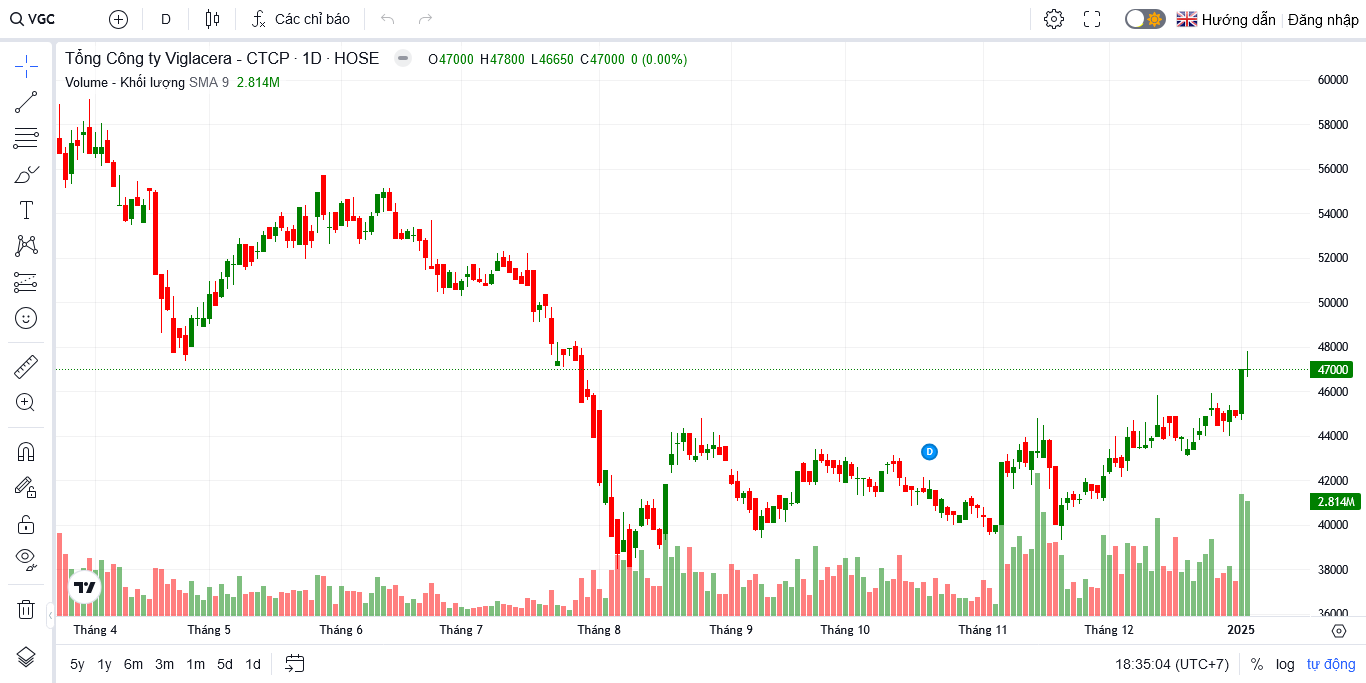 VGC D Các chỉ báo Hướng dẫn Đăng nhập
Tổng Công ty Viglacera - CTCP · 1D · HOSE O47000 H47800 L46650 C47000 0 (0.00%)
Volume - Khối lượng SMA 9 2.814M
60000
58000
56000
54000
52000
50000
48000
47000
46000
44000
D
42000
2.814M
40000
38000
36000
Tháng 4 Tháng 5 Tháng 6 Tháng 7 Tháng 8 Tháng 9 Tháng 10 Tháng 11 Tháng 12 2025
5y 1y 6m 3m 1m 5d 1d 18:35:04 (UTC+7) % log tự động